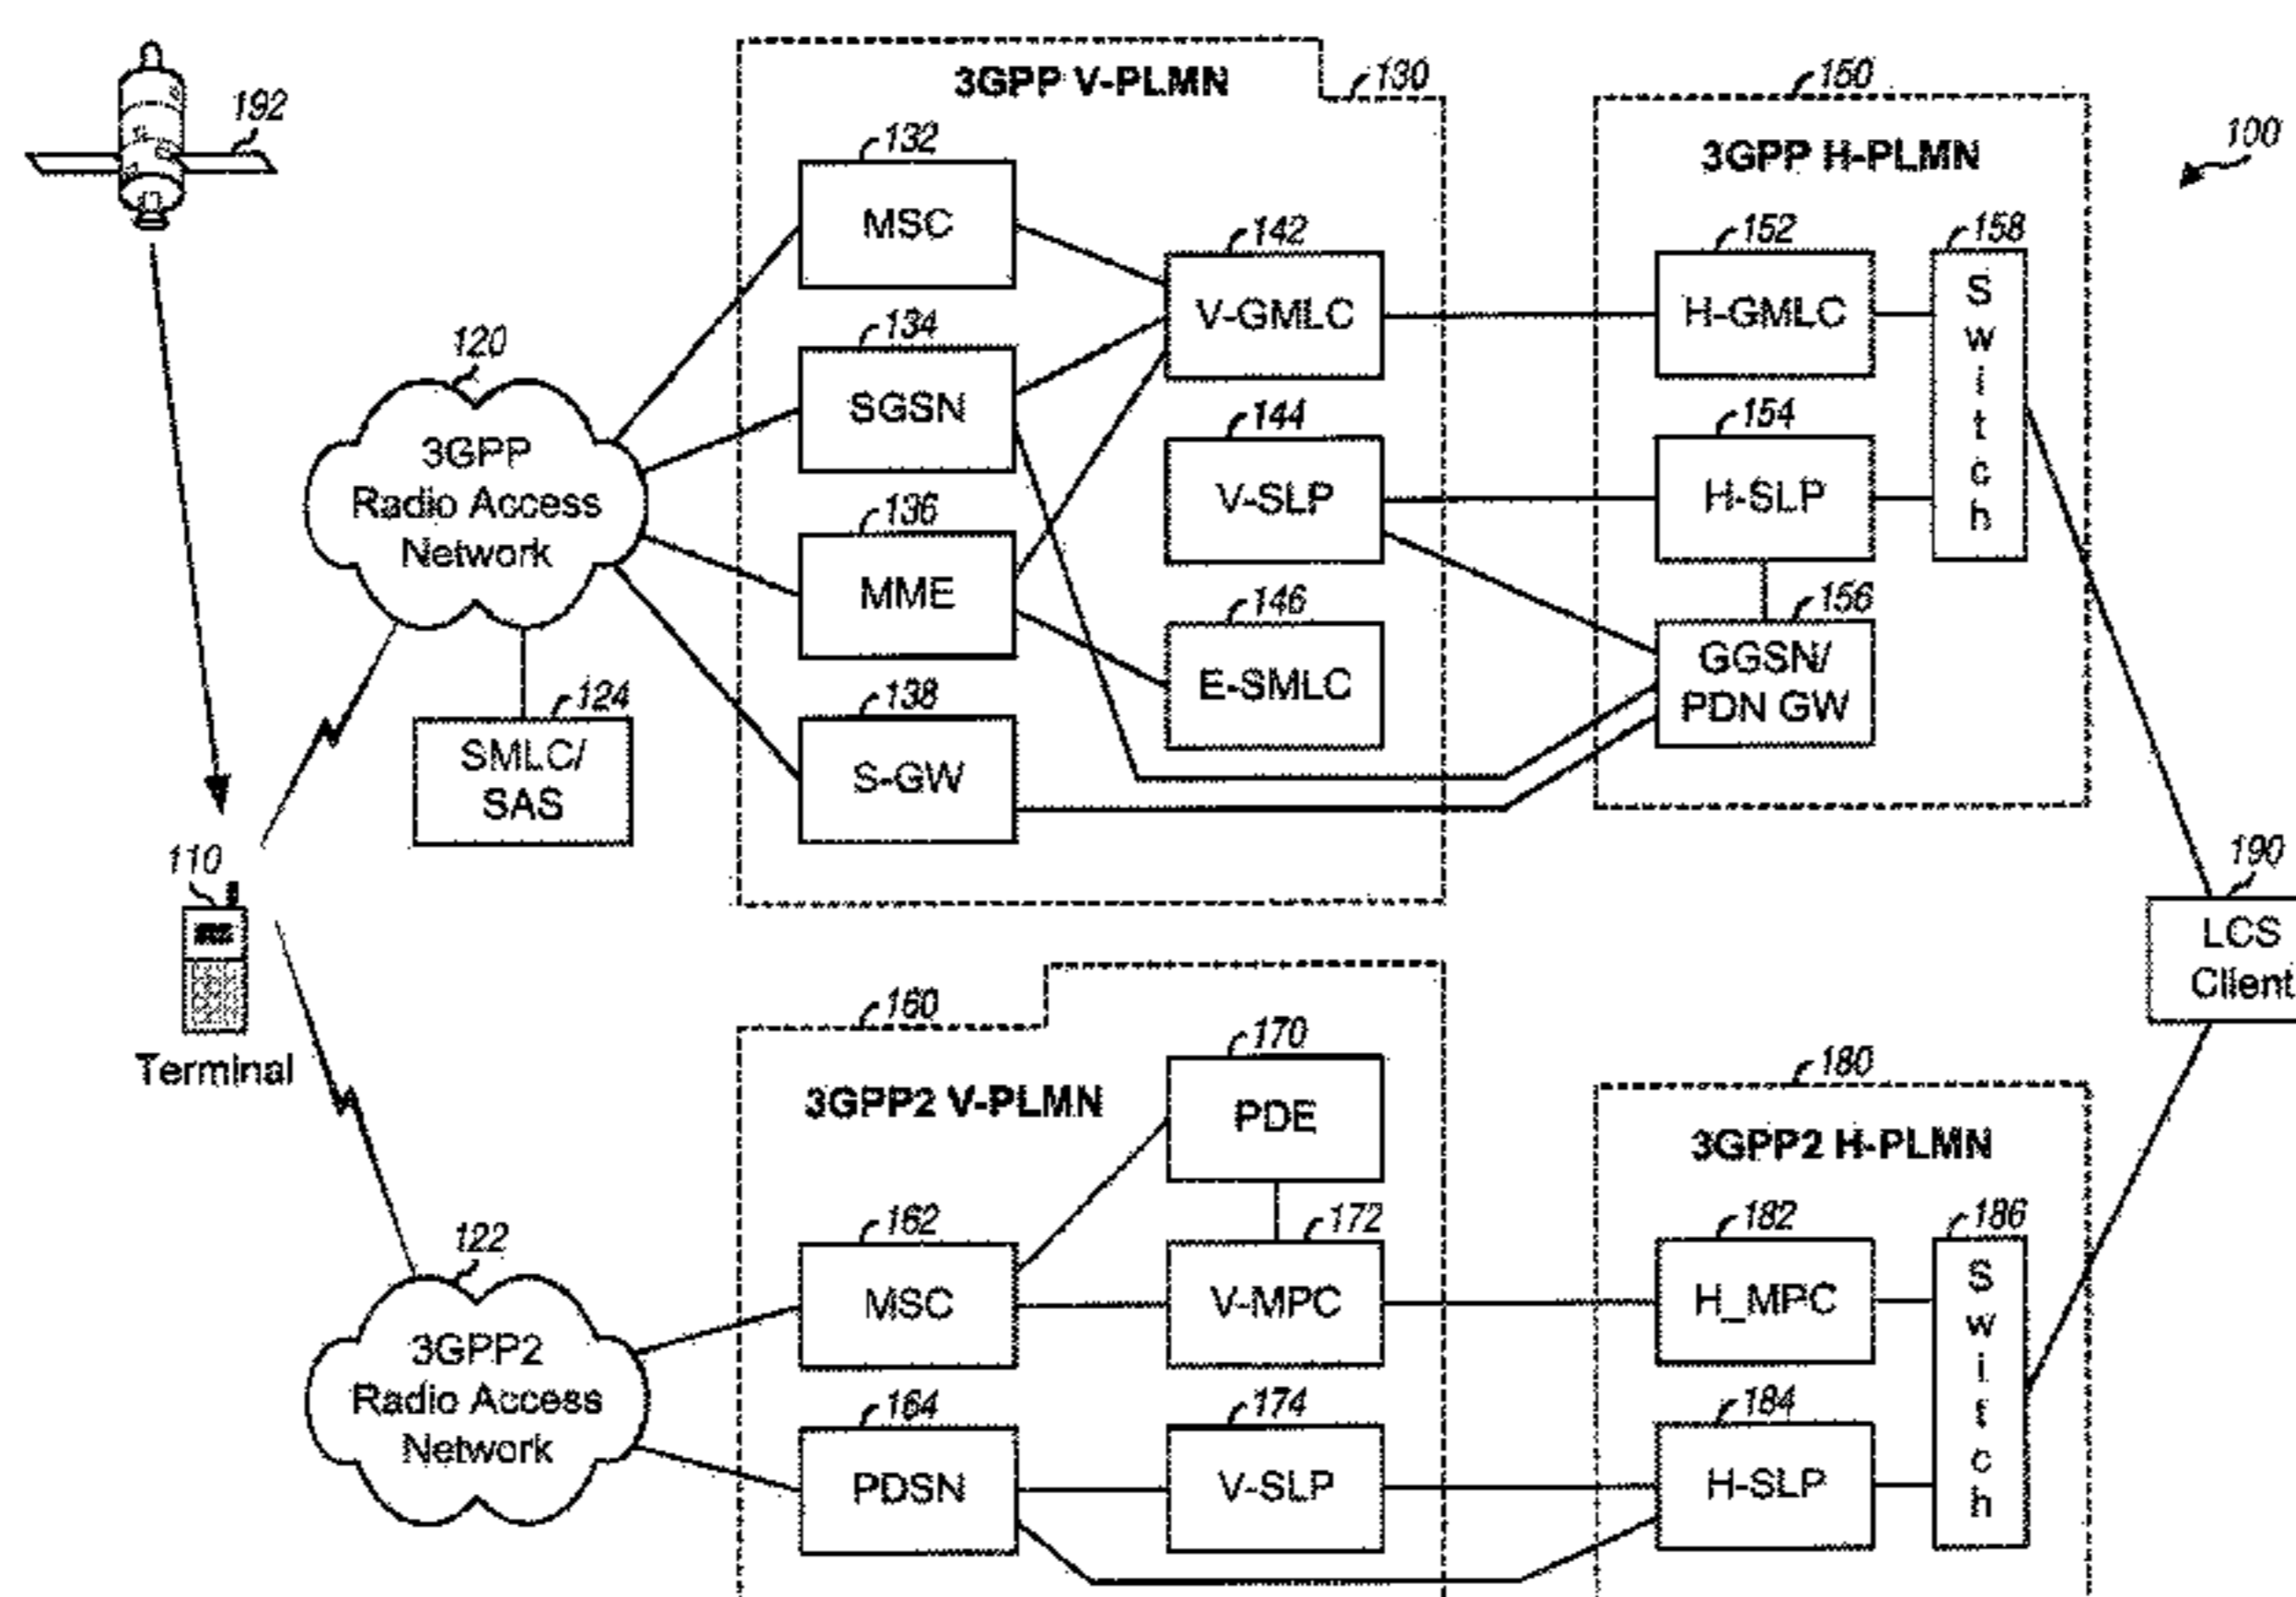 192
3GPP V-PLMN
130
150
100
132
MSC
3GPP H-PLMN
142
V-GMLC
152
H-GMLC
158
Switch
120
3GPP
Radio Access
Network
134
SGSN
144
V-SLP
154
H-SLP
136
MME
146
E-SMLC
156
GGSN/
PDN GW
124
SMLC/
SAS
138
S-GW
110
Terminal
190
LCS
Client
160
3GPP2 V-PLMN
170
PDE
180
3GPP2 H-PLMN
122
3GPP2
Radio Access
Network
162
MSC
172
V-MPC
182
H_MPC
186
Switch
164
PDSN
174
V-SLP
184
H-SLP